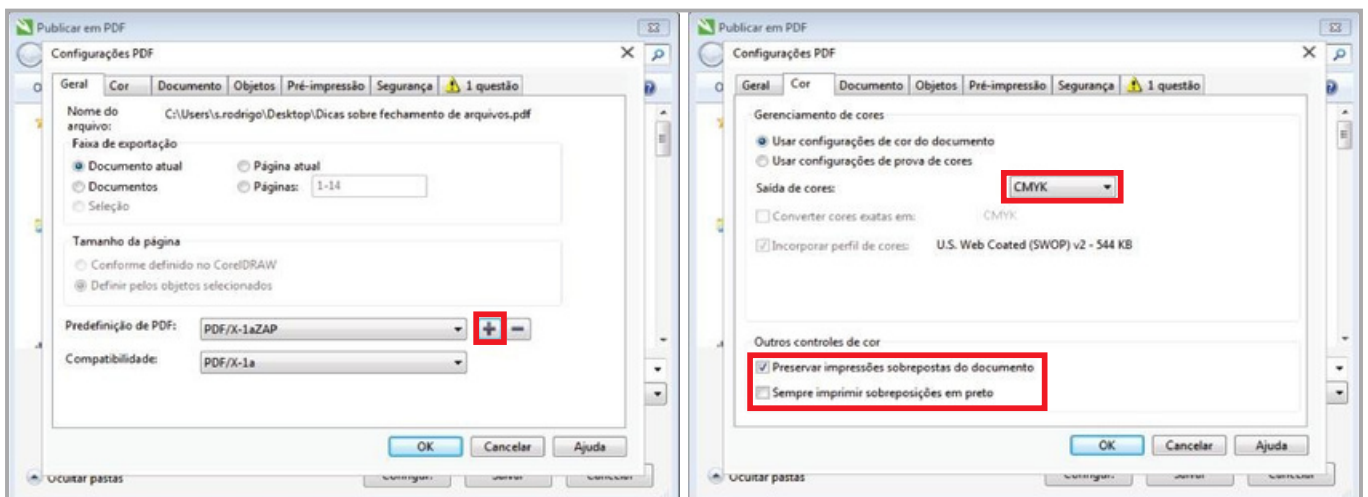 Publicar em PDF
Configurações PDF
Geral Cor Documento Objetos Pré-impressão Segurança 1 questão
Nome do arquivo: C:\Users\s.rodrigo\Desktop\Dicas sobre fechamento de arquivos.pdf
Faixa de exportação
Documento atual Página atual
Documentos Páginas: 1-14
Seleção
Tamanho da página
Conforme definido no CorelDRAW
Definir pelos objetos selecionados
Predefinição de PDF: PDF/X-1aZAP
Compatibilidade: PDF/X-1a
OK Cancelar Ajuda
Ocultar pastas
Publicar em PDF
Configurações PDF
Geral Cor Documento Objetos Pré-impressão Segurança 1 questão
Gerenciamento de cores
Usar configurações de cor do documento
Usar configurações de prova de cores
Saída de cores: CMYK
Converter cores exatas em: CMYK
Incorporar perfil de cores: U.S. Web Coated (SWOP) v2 - 544 KB
Outros controles de cor
Preservar impressões sobrepostas do documento
Sempre imprimir sobreposições em preto
OK Cancelar Ajuda
Ocultar pastas